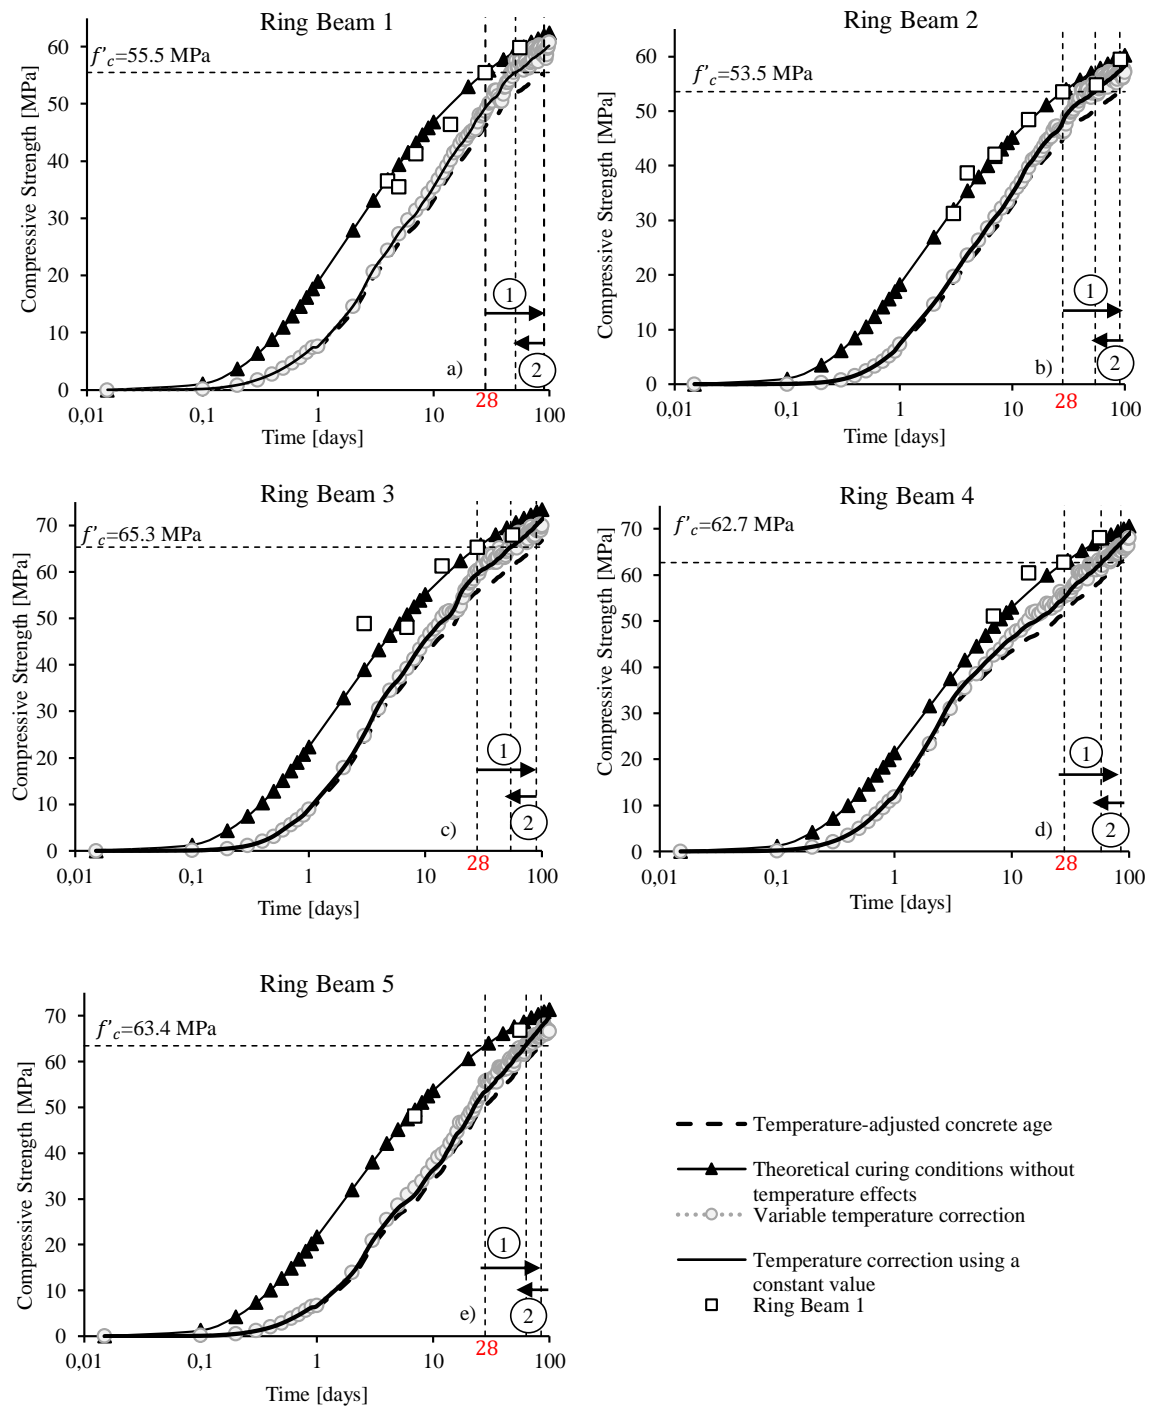 Ring Beam 1
f'c=55.5 MPa
Compressive Strength [MPa]
60
50
40
30
20
10
0
1
2
a)
0,01
0,1
1
10
28
100
Time [days]
Ring Beam 2
f'c=53.5 MPa
Compressive Strength [MPa]
60
50
40
30
20
10
0
1
2
b)
0,01
0,1
1
10
28
100
Time [days]
Ring Beam 3
f'c=65.3 MPa
Compressive Strength [MPa]
70
60
50
40
30
20
10
0
1
2
c)
0,01
0,1
1
10
28
100
Time [days]
Ring Beam 4
f'c=62.7 MPa
Compressive Strength [MPa]
70
60
50
40
30
20
10
0
1
2
d)
0,01
0,1
1
10
28
100
Time [days]
Ring Beam 5
f'c=63.4 MPa
Compressive Strength [MPa]
70
60
50
40
30
20
10
0
1
2
e)
0,01
0,1
1
10
28
100
Time [days]
Temperature-adjusted concrete age
Theoretical curing conditions without
temperature effects
Variable temperature correction
Temperature correction using a
constant value
Ring Beam 1